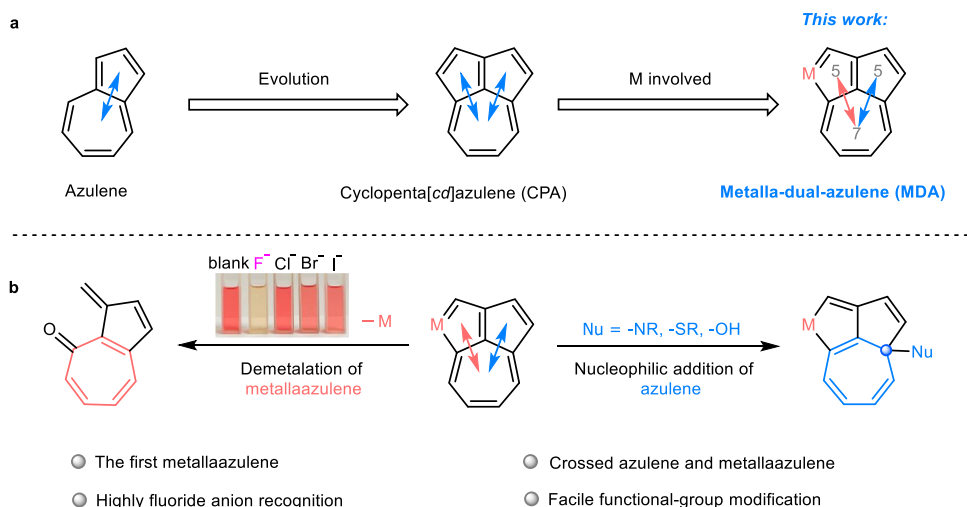 This work:
a
Evolution
M involved
M
5
5
7
Azulene
Cyclopenta[cd]azulene (CPA)
Metalla-dual-azulene (MDA)
b
blank F⁻ Cl⁻ Br⁻ I⁻
O
– M
Demetalation of
metallaazulene
M
Nu = -NR, -SR, -OH
Nucleophilic addition of
azulene
M
Nu
The first metallaazulene
Crossed azulene and metallaazulene
Highly fluoride anion recognition
Facile functional-group modification